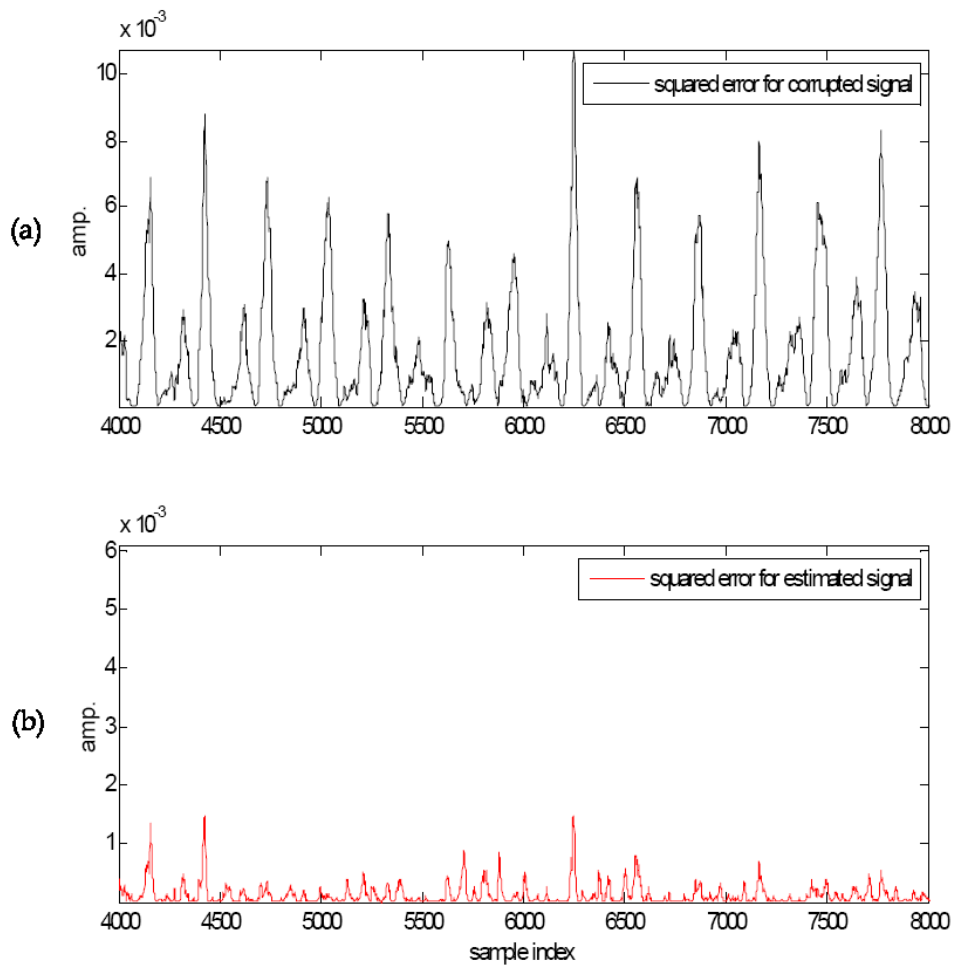 x 10-3
10
8
6
4
2
amp.
(a)
squared error for corrupted signal
4000 4500 5000 5500 6000 6500 7000 7500 8000
x 10-3
6
5
4
3
2
1
amp.
(b)
squared error for estimated signal
4000 4500 5000 5500 6000 6500 7000 7500 8000
sample index